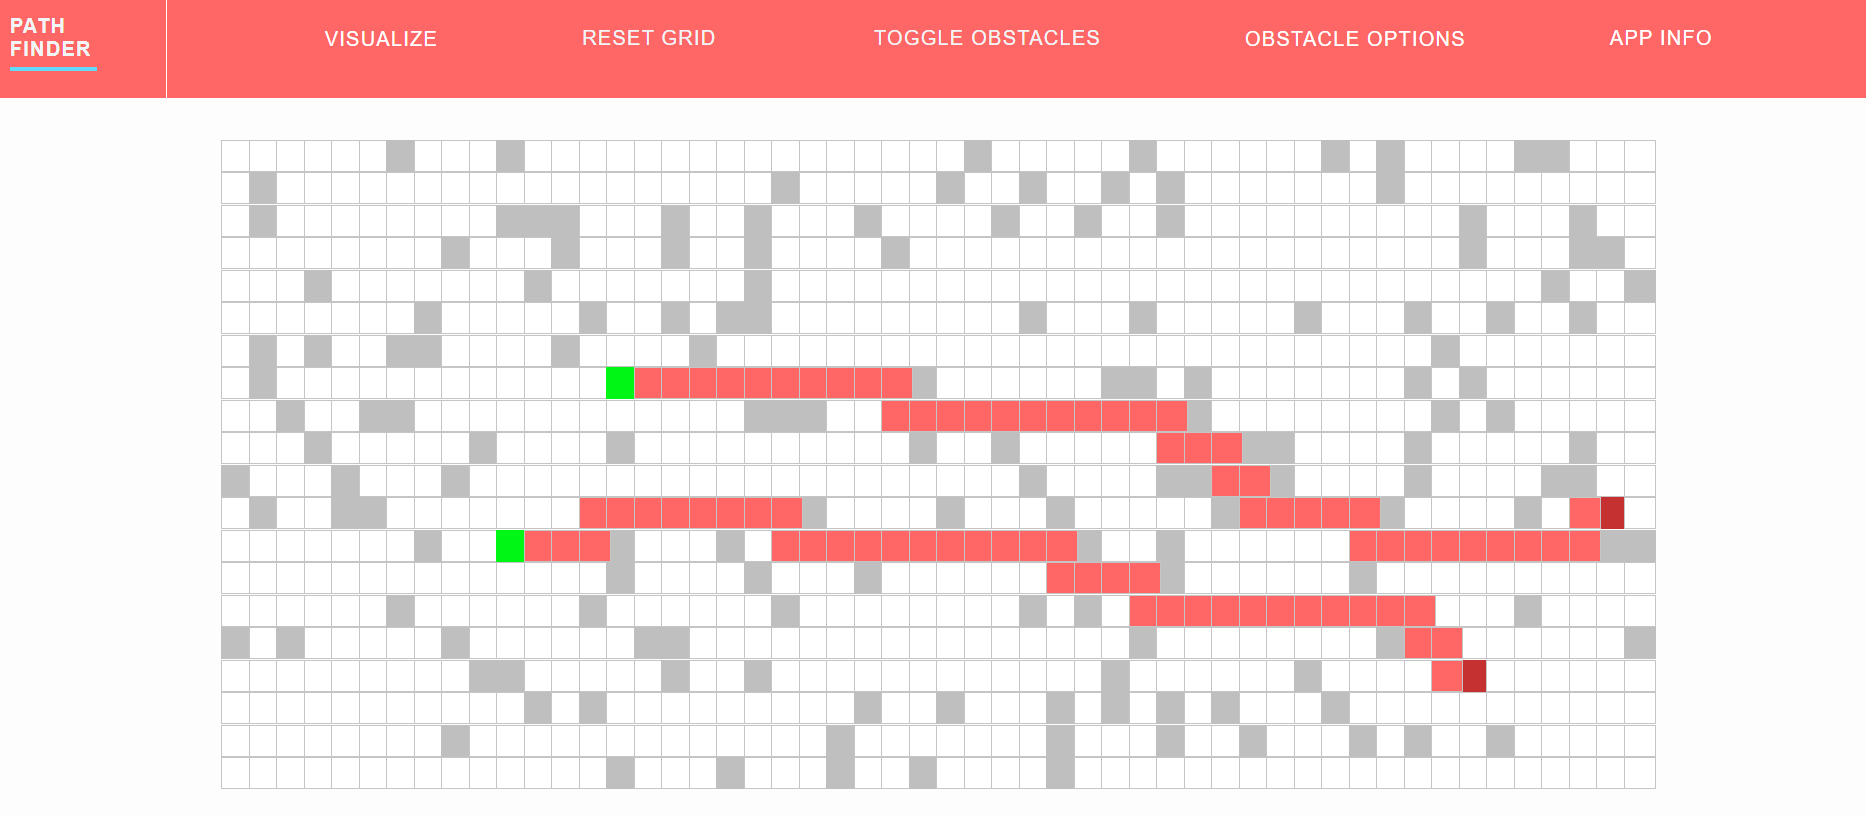 PATH
FINDER
VISUALIZE
RESET GRID
TOGGLE OBSTACLES
OBSTACLE OPTIONS
APP INFO